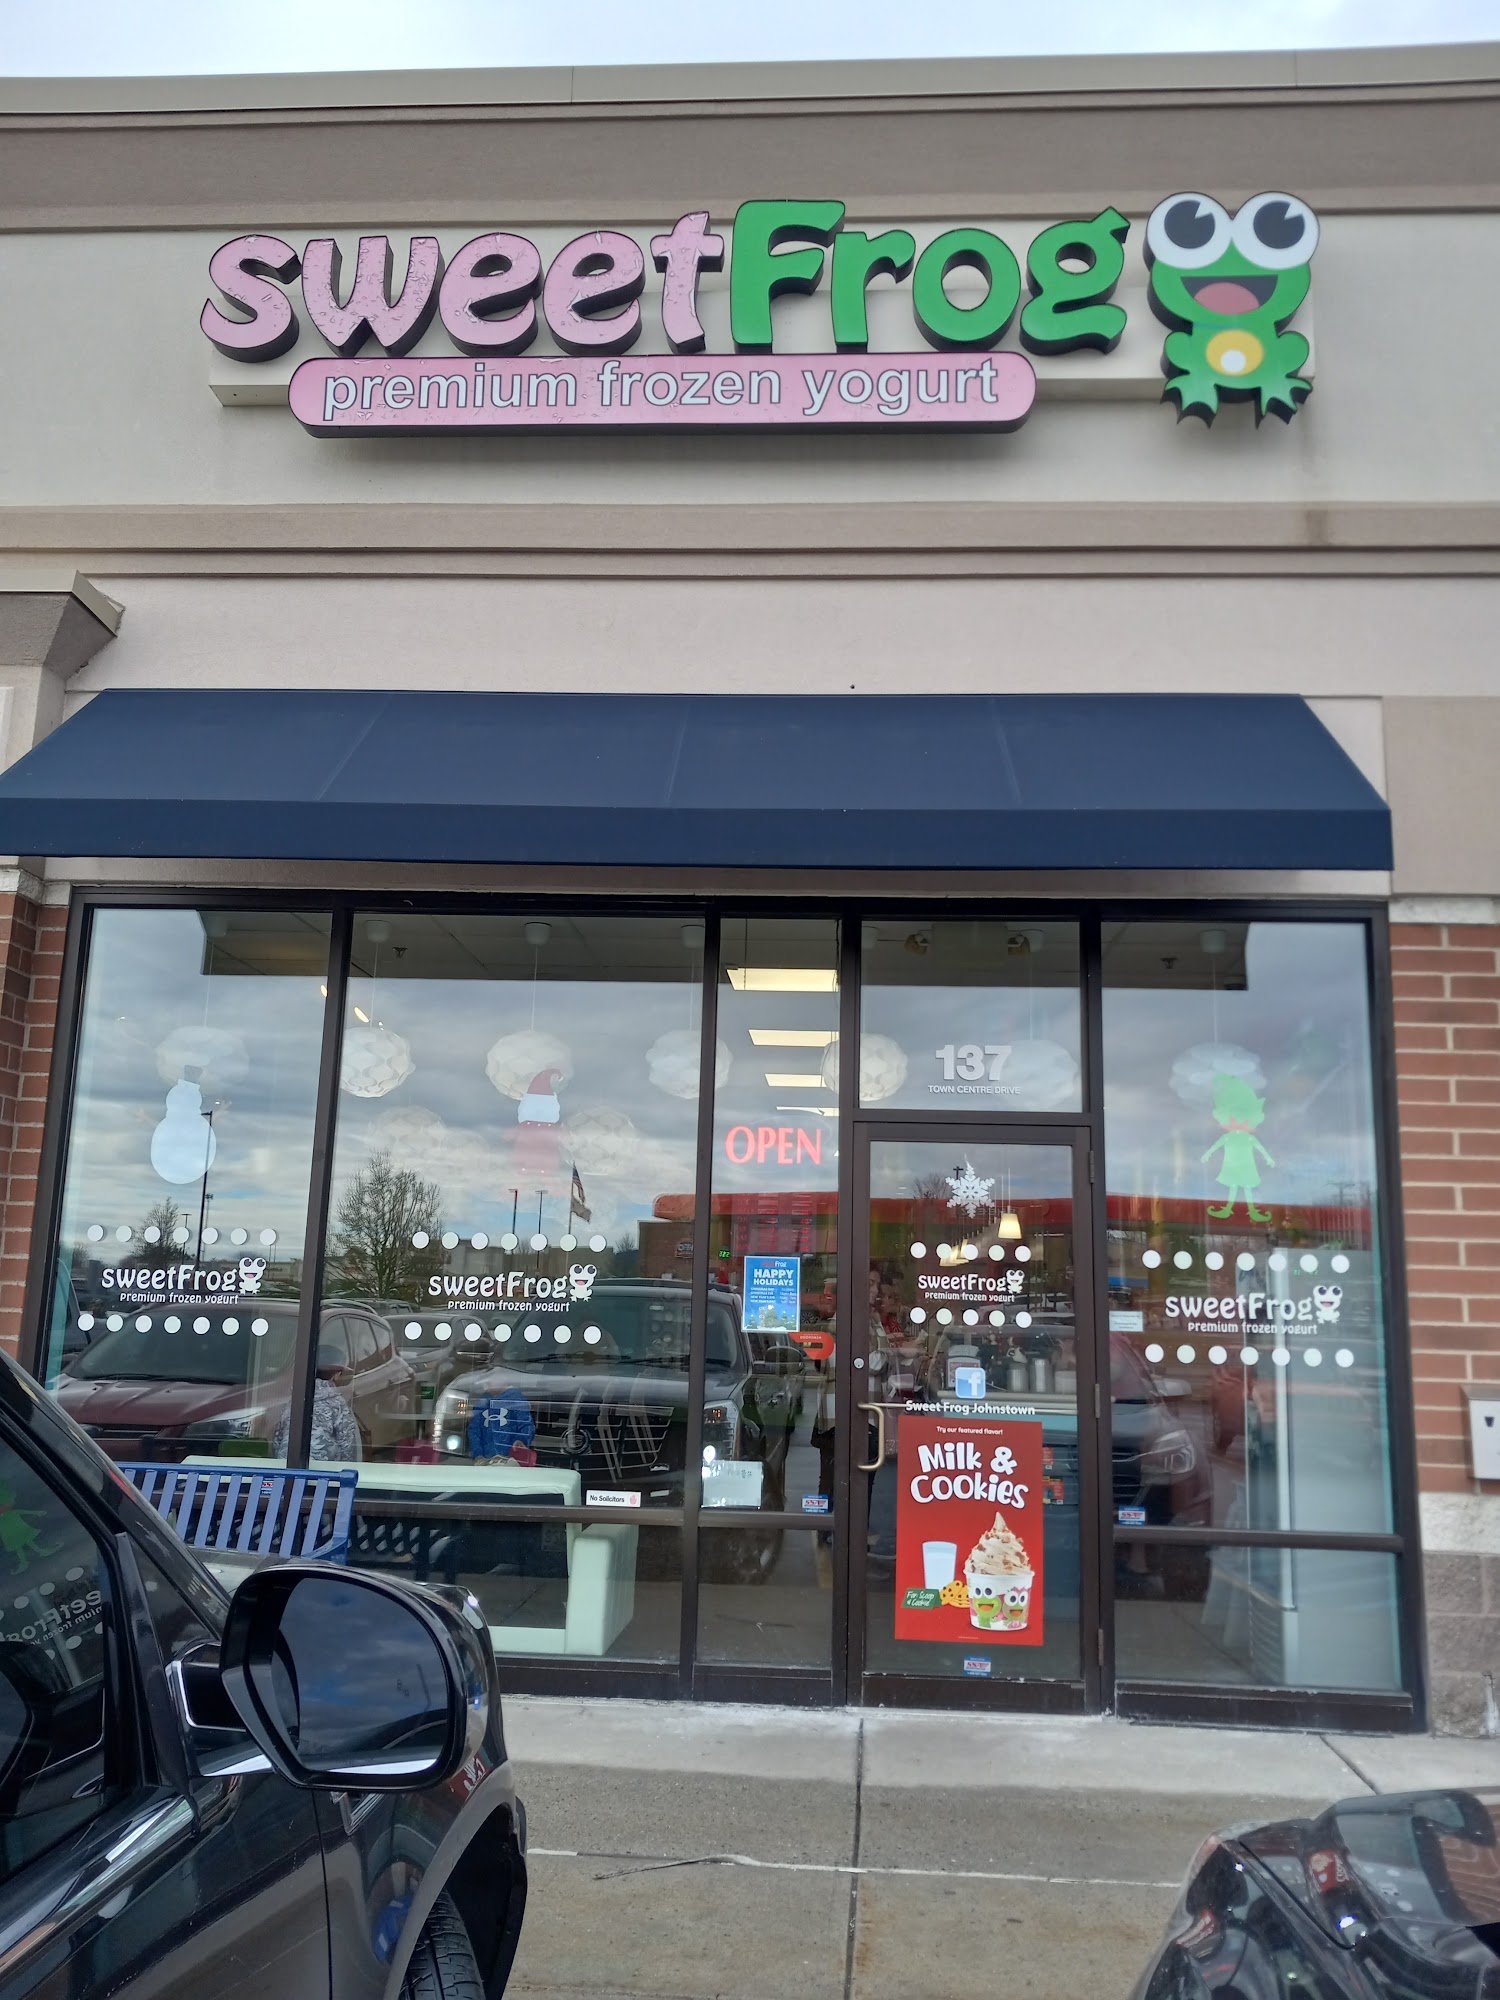 sweetFrog
premium frozen yogurt
137
TOWN CENTRE DRIVE
OPEN
sweetFrog
premium frozen yogurt
sweetFrog
premium frozen yogurt
HAPPY
HOLIDAYS
sweetFrog
premium frozen yogurt
sweetFrog
premium frozen yogurt
f
Sweet Frog Johnstown
Try our featured flavor!
Milk &
Cookies
No Solicitors